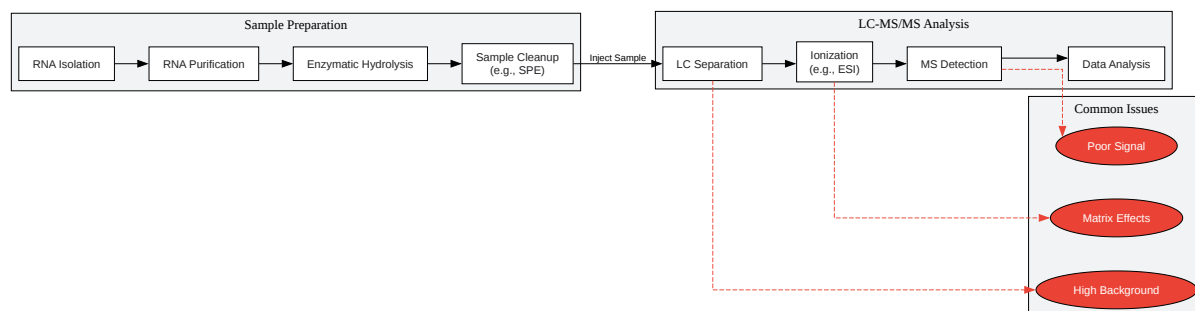 Sample Preparation
RNA Isolation
RNA Purification
Enzymatic Hydrolysis
Sample Cleanup
(e.g., SPE)
Inject Sample
LC-MS/MS Analysis
LC Separation
Ionization
(e.g., ESI)
MS Detection
Data Analysis
Common Issues
Poor Signal
Matrix Effects
High Background